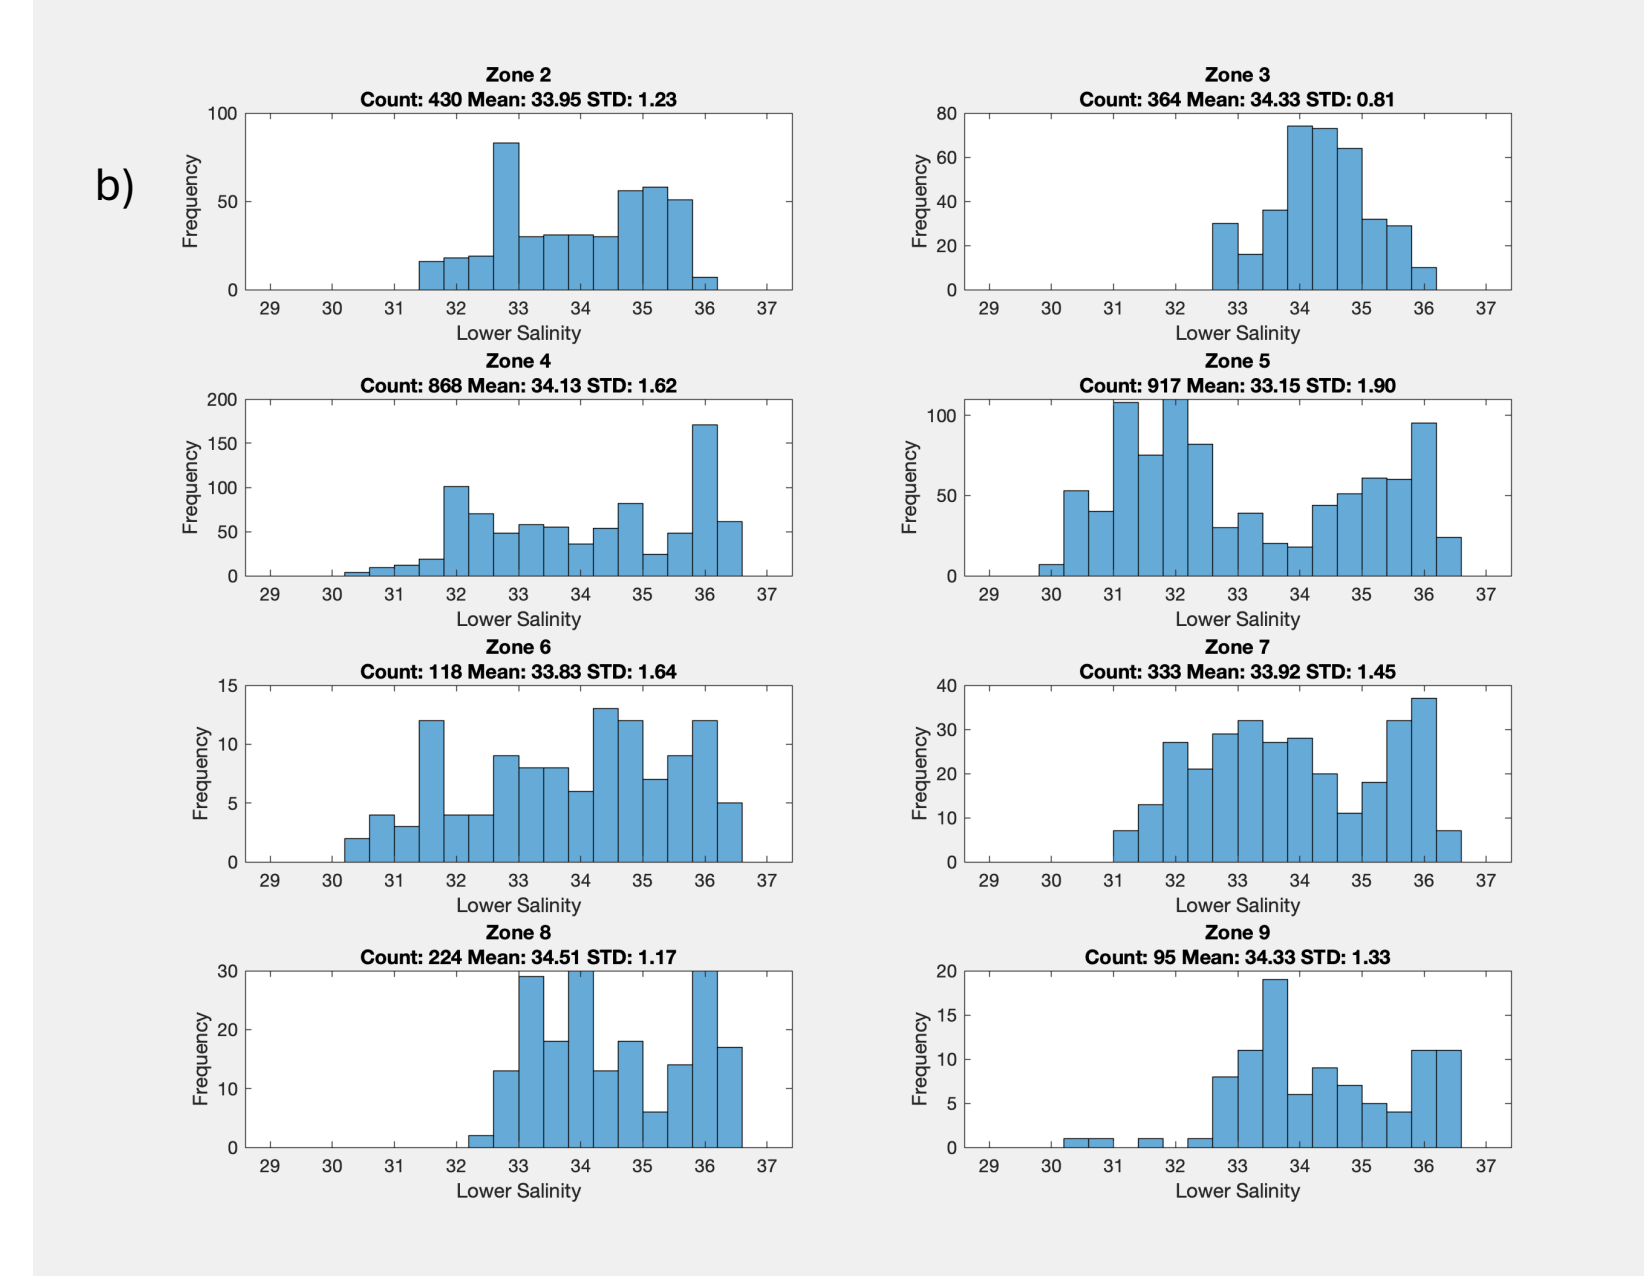 b)
Zone 2
Count: 430 Mean: 33.95 STD: 1.23
Frequency
100
50
0
29 30 31 32 33 34 35 36 37
Lower Salinity
Zone 3
Count: 364 Mean: 34.33 STD: 0.81
Frequency
80
60
40
20
0
29 30 31 32 33 34 35 36 37
Lower Salinity
Zone 4
Count: 868 Mean: 34.13 STD: 1.62
Frequency
200
150
100
50
0
29 30 31 32 33 34 35 36 37
Lower Salinity
Zone 5
Count: 917 Mean: 33.15 STD: 1.90
Frequency
100
50
0
29 30 31 32 33 34 35 36 37
Lower Salinity
Zone 6
Count: 118 Mean: 33.83 STD: 1.64
Frequency
15
10
5
0
29 30 31 32 33 34 35 36 37
Lower Salinity
Zone 7
Count: 333 Mean: 33.92 STD: 1.45
Frequency
40
30
20
10
0
29 30 31 32 33 34 35 36 37
Lower Salinity
Zone 8
Count: 224 Mean: 34.51 STD: 1.17
Frequency
30
20
10
0
29 30 31 32 33 34 35 36 37
Lower Salinity
Zone 9
Count: 95 Mean: 34.33 STD: 1.33
Frequency
20
15
10
5
0
29 30 31 32 33 34 35 36 37
Lower Salinity